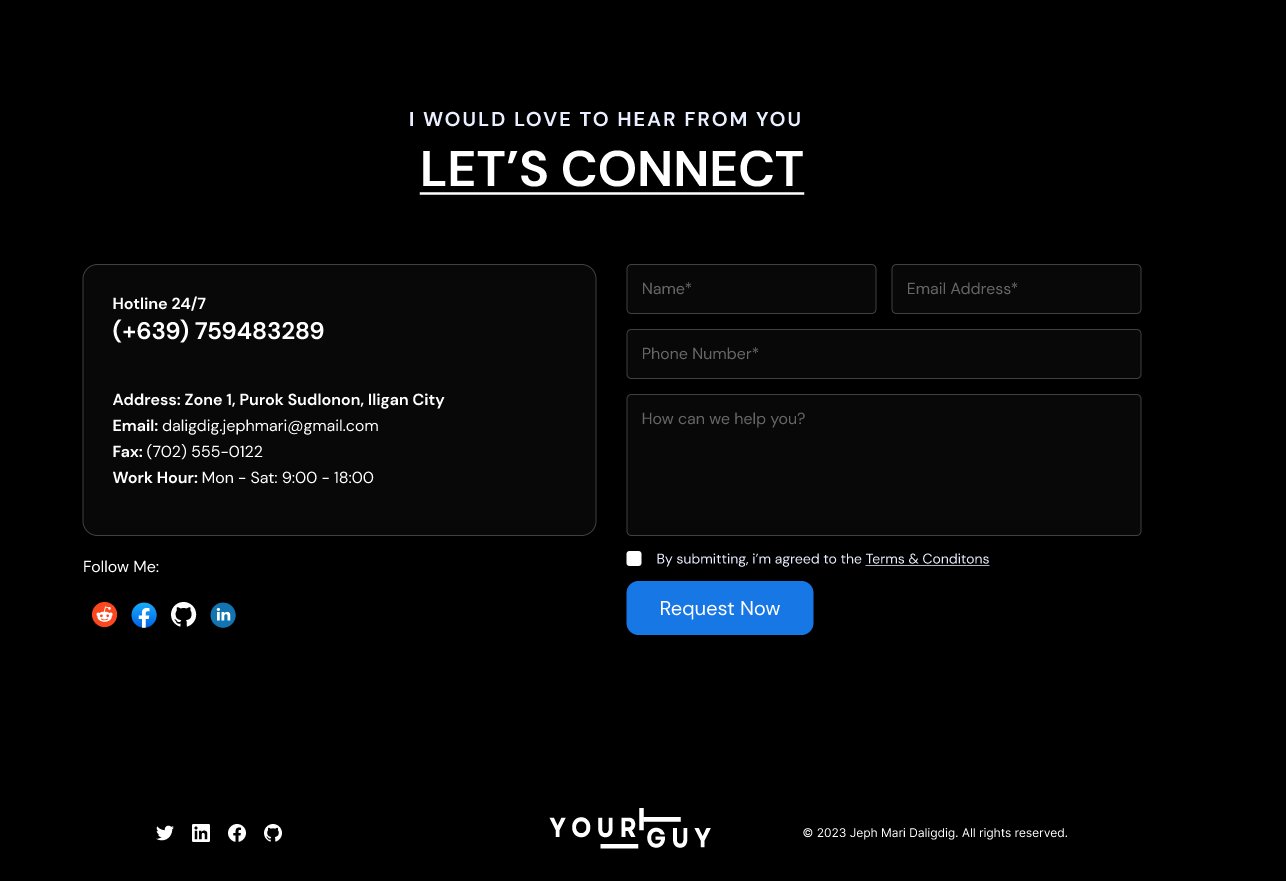 I WOULD LOVE TO HEAR FROM YOU
LET’S CONNECT
Hotline 24/7
(+639) 759483289
Address: Zone 1, Purok Sudlonon, Iligan City
Email: daligdig.jephmari@gmail.com
Fax: (702) 555-0122
Work Hour: Mon - Sat: 9:00 - 18:00
Follow Me:
in
Name*
Email Address*
Phone Number*
How can we help you?
By submitting, i’m agreed to the Terms & Conditons
Request Now
in
YOUR GUY
© 2023 Jeph Mari Daligdig. All rights reserved.